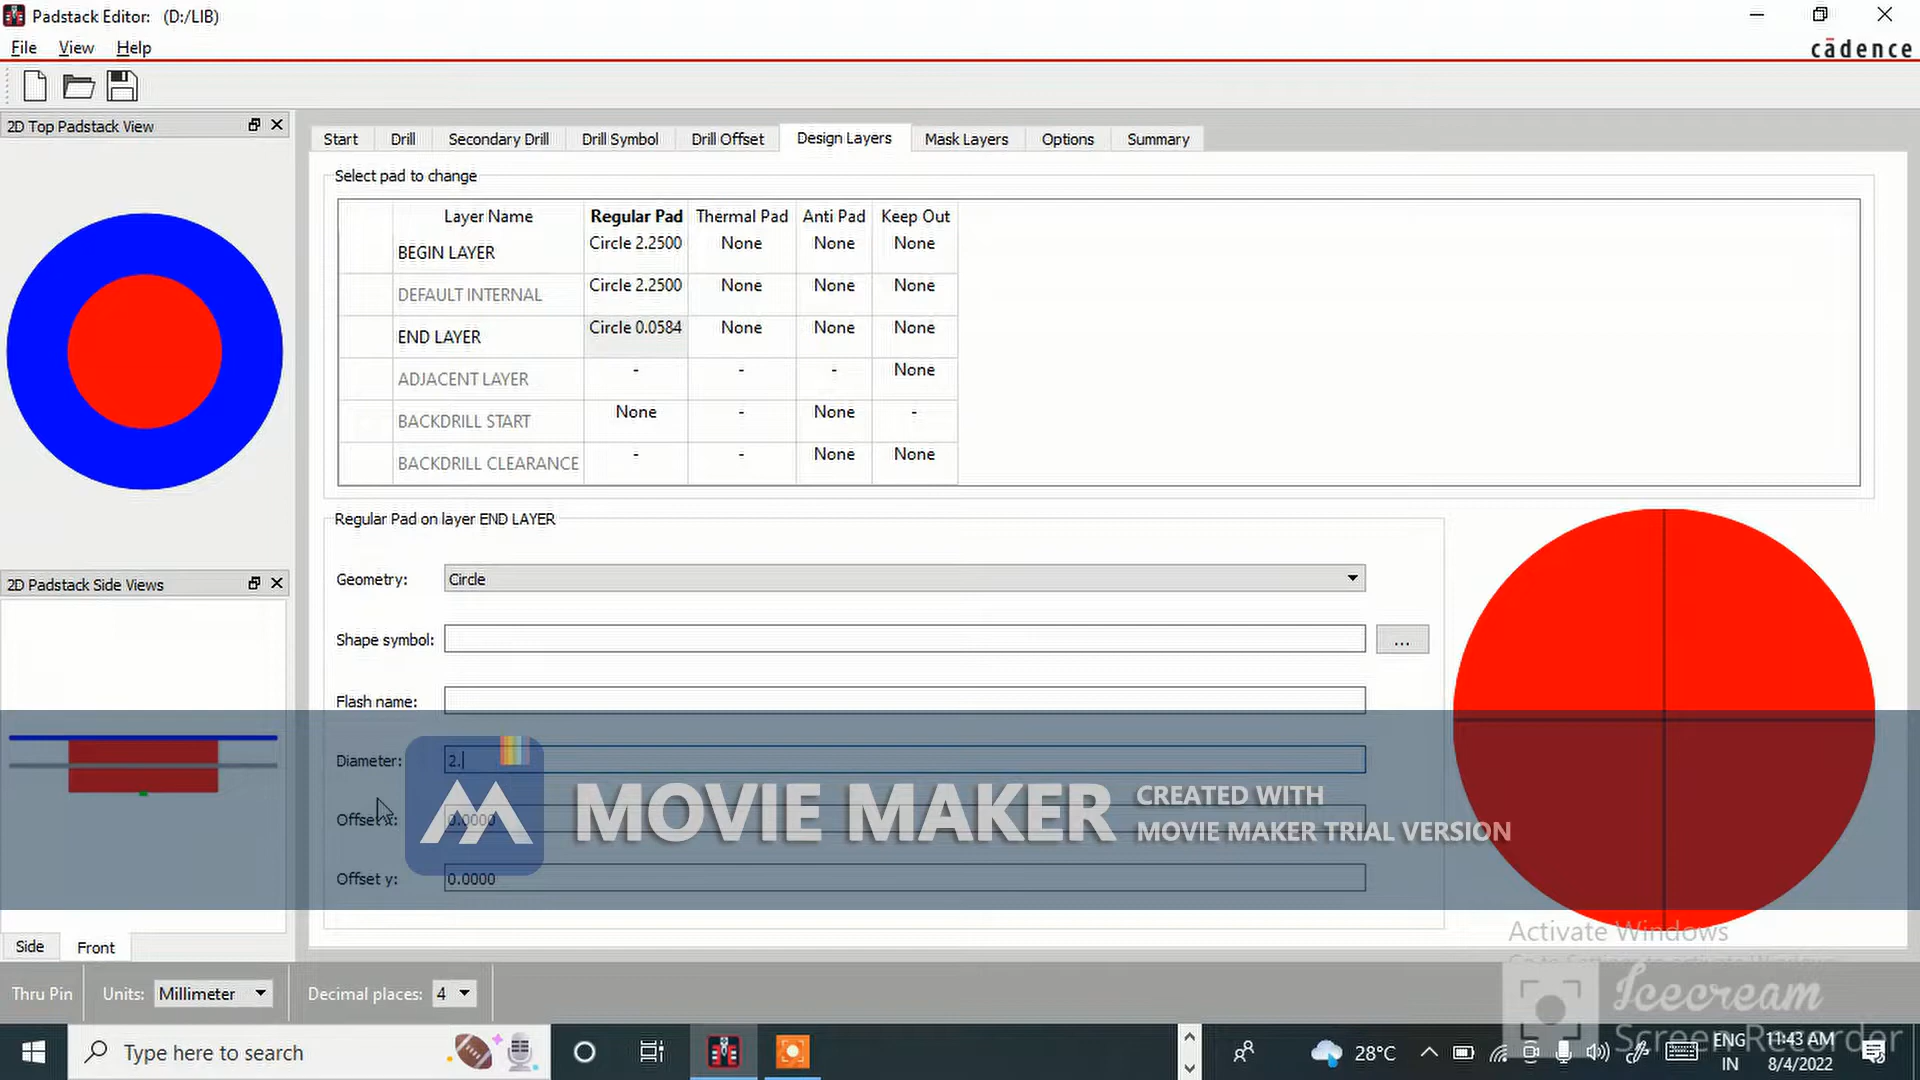 Padstack Editor: (D:/LIB)
File View Help
cādence
2D Top Padstack View
Start Drill Secondary Drill Drill Symbol Drill Offset Design Layers Mask Layers Options Summary
Select pad to change
Layer Name Regular Pad Thermal Pad Anti Pad Keep Out
BEGIN LAYER Circle 2.2500 None None None
DEFAULT INTERNAL Circle 2.2500 None None None
END LAYER Circle 0.0584 None None None
ADJACENT LAYER - - - None
BACKDRILL START None - None -
BACKDRILL CLEARANCE - - None None
Regular Pad on layer END LAYER
Geometry: Circle
Shape symbol: ...
Flash name:
Diameter: 2.
Offset x: 0.0000
Offset y: 0.0000
2D Padstack Side Views
Side Front
MOVIE MAKER
CREATED WITH
MOVIE MAKER TRIAL VERSION
Activate Windows
Icecream
Screen Recorder
Thru Pin Units: Millimeter Decimal places: 4
Type here to search
28°C
ENG
IN
11:43 AM
8/4/2022